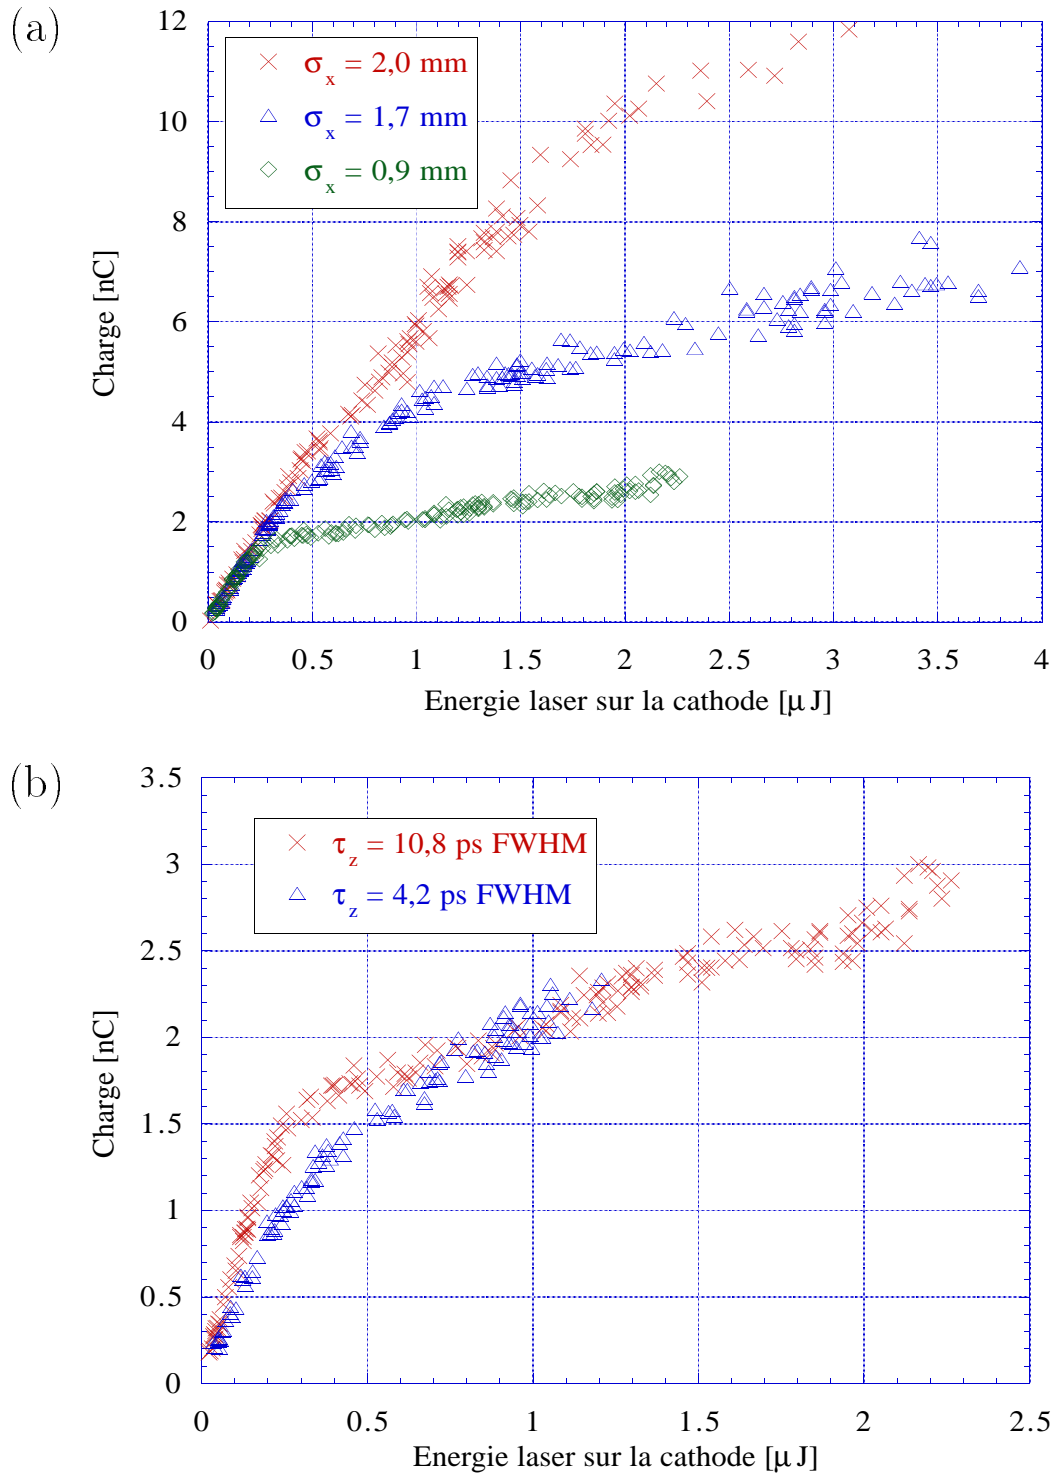 (a)
12
10
8
6
4
2
0
Charge [nC]
σx = 2,0 mm
σx = 1,7 mm
σx = 0,9 mm
0 0.5 1 1.5 2 2.5 3 3.5 4
Energie laser sur la cathode [μJ]
(b)
3.5
3
2.5
2
1.5
1
0.5
0
Charge [nC]
τz = 10,8 ps FWHM
τz = 4,2 ps FWHM
0 0.5 1 1.5 2 2.5
Energie laser sur la cathode [μJ]